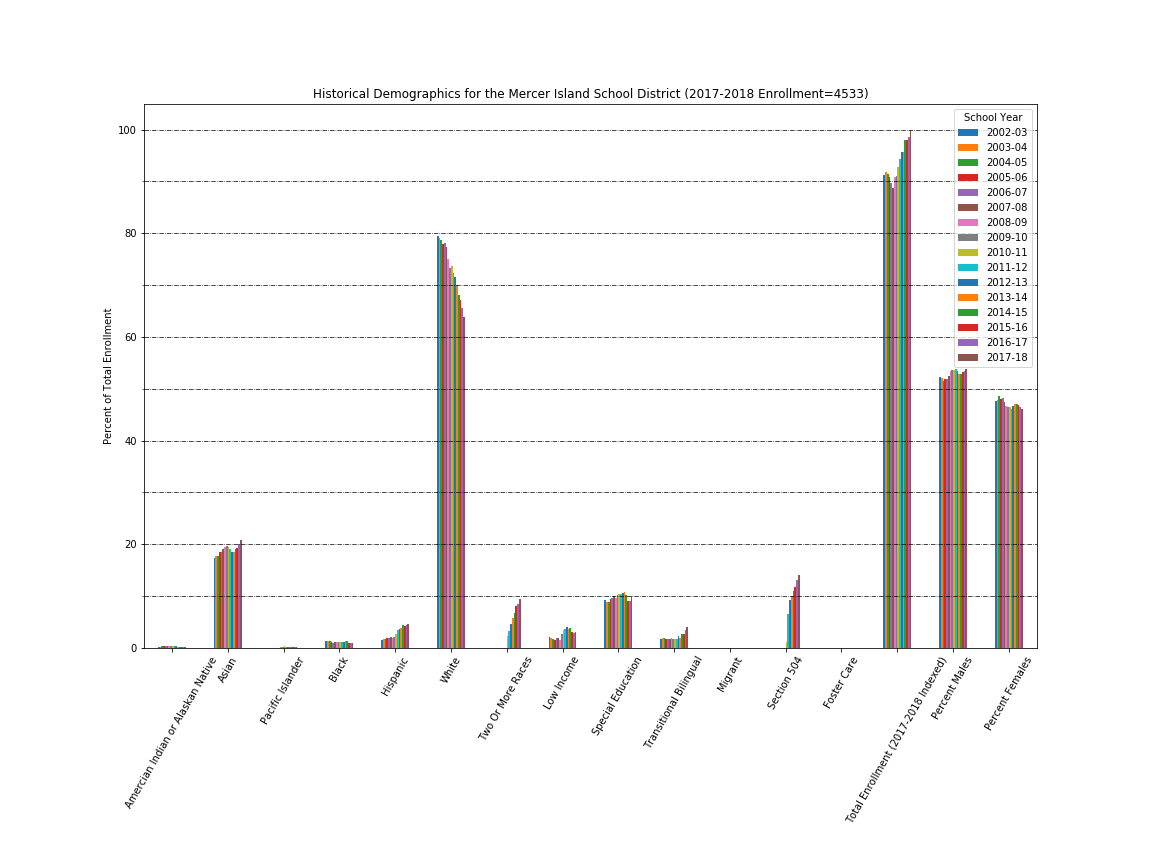 Historical Demographics for the Mercer Island School District (2017-2018 Enrollment=4533)
Percent of Total Enrollment
100
80
60
40
20
0
School Year
2002-03
2003-04
2004-05
2005-06
2006-07
2007-08
2008-09
2009-10
2010-11
2011-12
2012-13
2013-14
2014-15
2015-16
2016-17
2017-18
Amercian Indian or Alaskan Native
Asian
Pacific Islander
Black
Hispanic
White
Two Or More Races
Low Income
Special Education
Transitional Bilingual
Migrant
Section 504
Foster Care
Total Enrollment (2017-2018 Indexed)
Percent Males
Percent Females